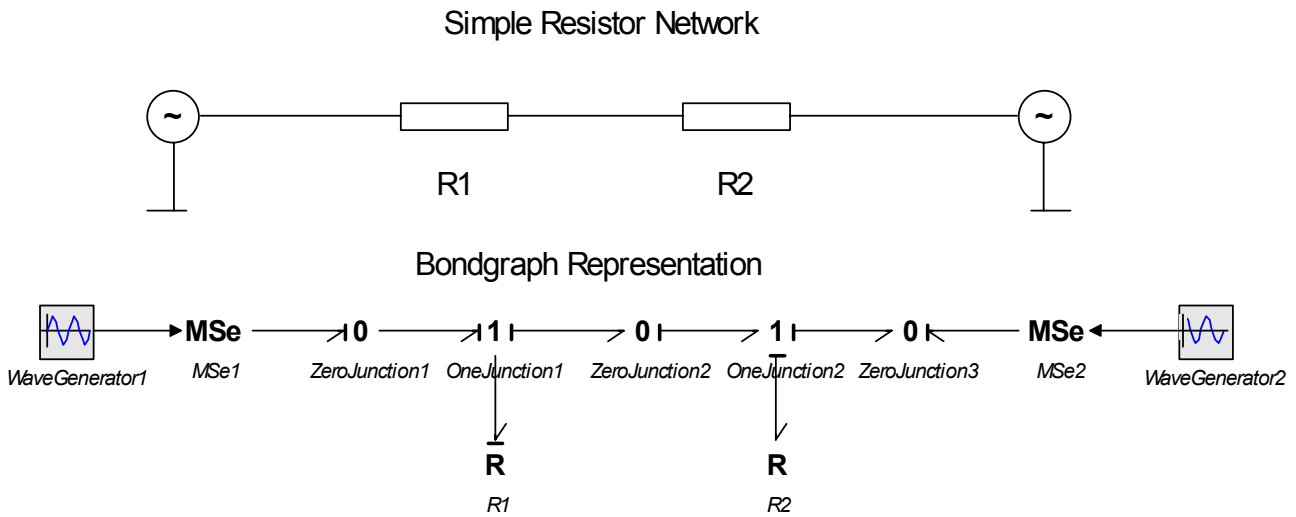 Simple Resistor Network
~ ~
R1 R2
Bondgraph Representation
MSe 0 1 0 1 0 MSe
WaveGenerator1 MSe1 ZeroJunction1 OneJunction1 ZeroJunction2 OneJunction2 ZeroJunction3 MSe2 WaveGenerator2
R R
R1 R2